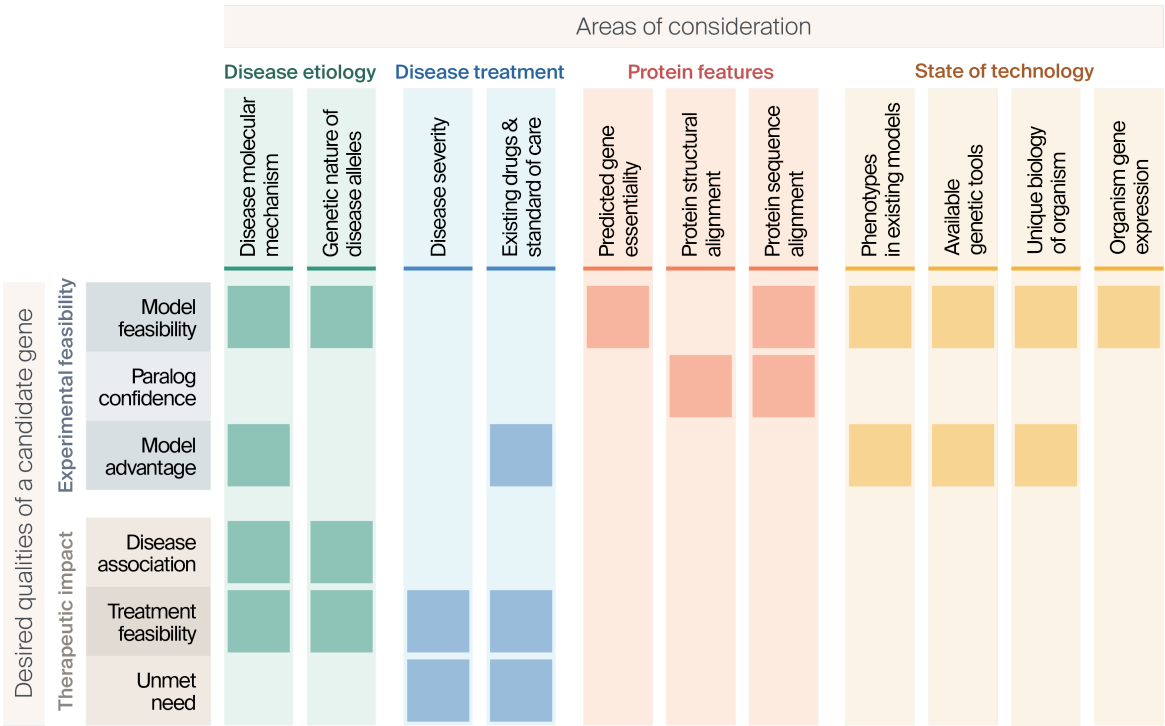 Areas of consideration
Disease etiology
Disease treatment
Protein features
State of technology
Disease molecular
mechanism
Genetic nature of
disease alleles
Disease severity
Existing drugs &
standard of care
Predicted gene
essentiality
Protein structural
alignment
Protein sequence
alignment
Phenotypes
in existing models
Available
genetic tools
Unique biology
of organism
Organism gene
expression
Desired qualities of a candidate gene
Experimental feasibility
Model
feasibility
Paralog
confidence
Model
advantage
Therapeutic impact
Disease
association
Treatment
feasibility
Unmet
need